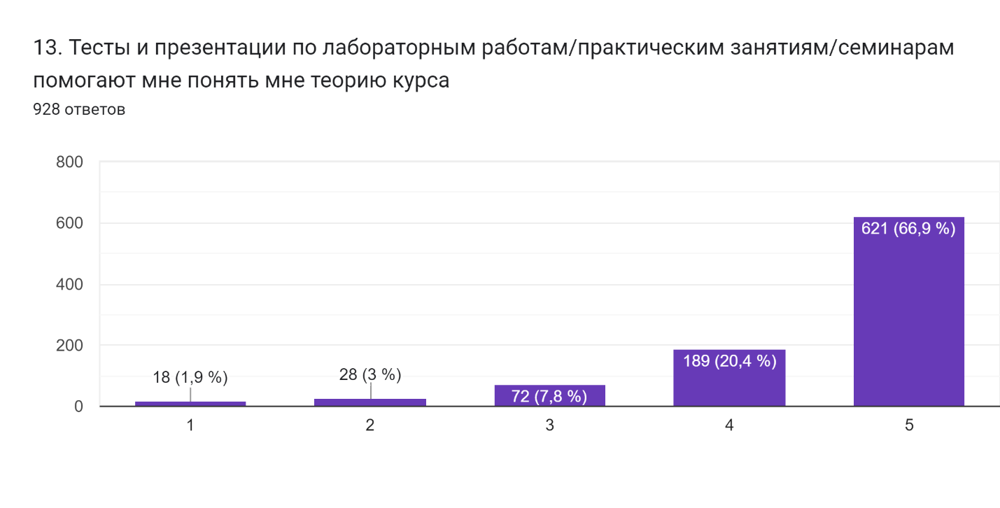 13. Тесты и презентации по лабораторным работам/практическим занятиям/семинарам
помогают мне понять мне теорию курса
928 ответов
800
600
400
200
0
18 (1,9 %)
28 (3 %)
72 (7,8 %)
189 (20,4 %)
621 (66,9 %)
1
2
3
4
5